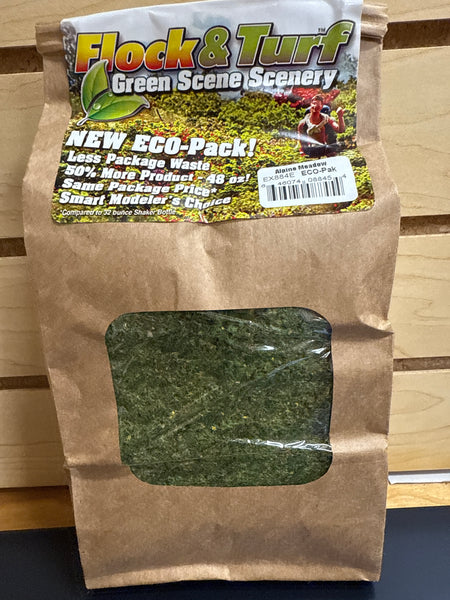 Flock & Turf™
Green Scene Scenery
NEW ECO-Pack!
Less Package Waste
50% More Product - 48 oz!*
Same Package Price*
Smart Modeler's Choice
*Compared to 32 ounce Shaker Bottle
Alpine Meadow
EX884E ECO-Pak